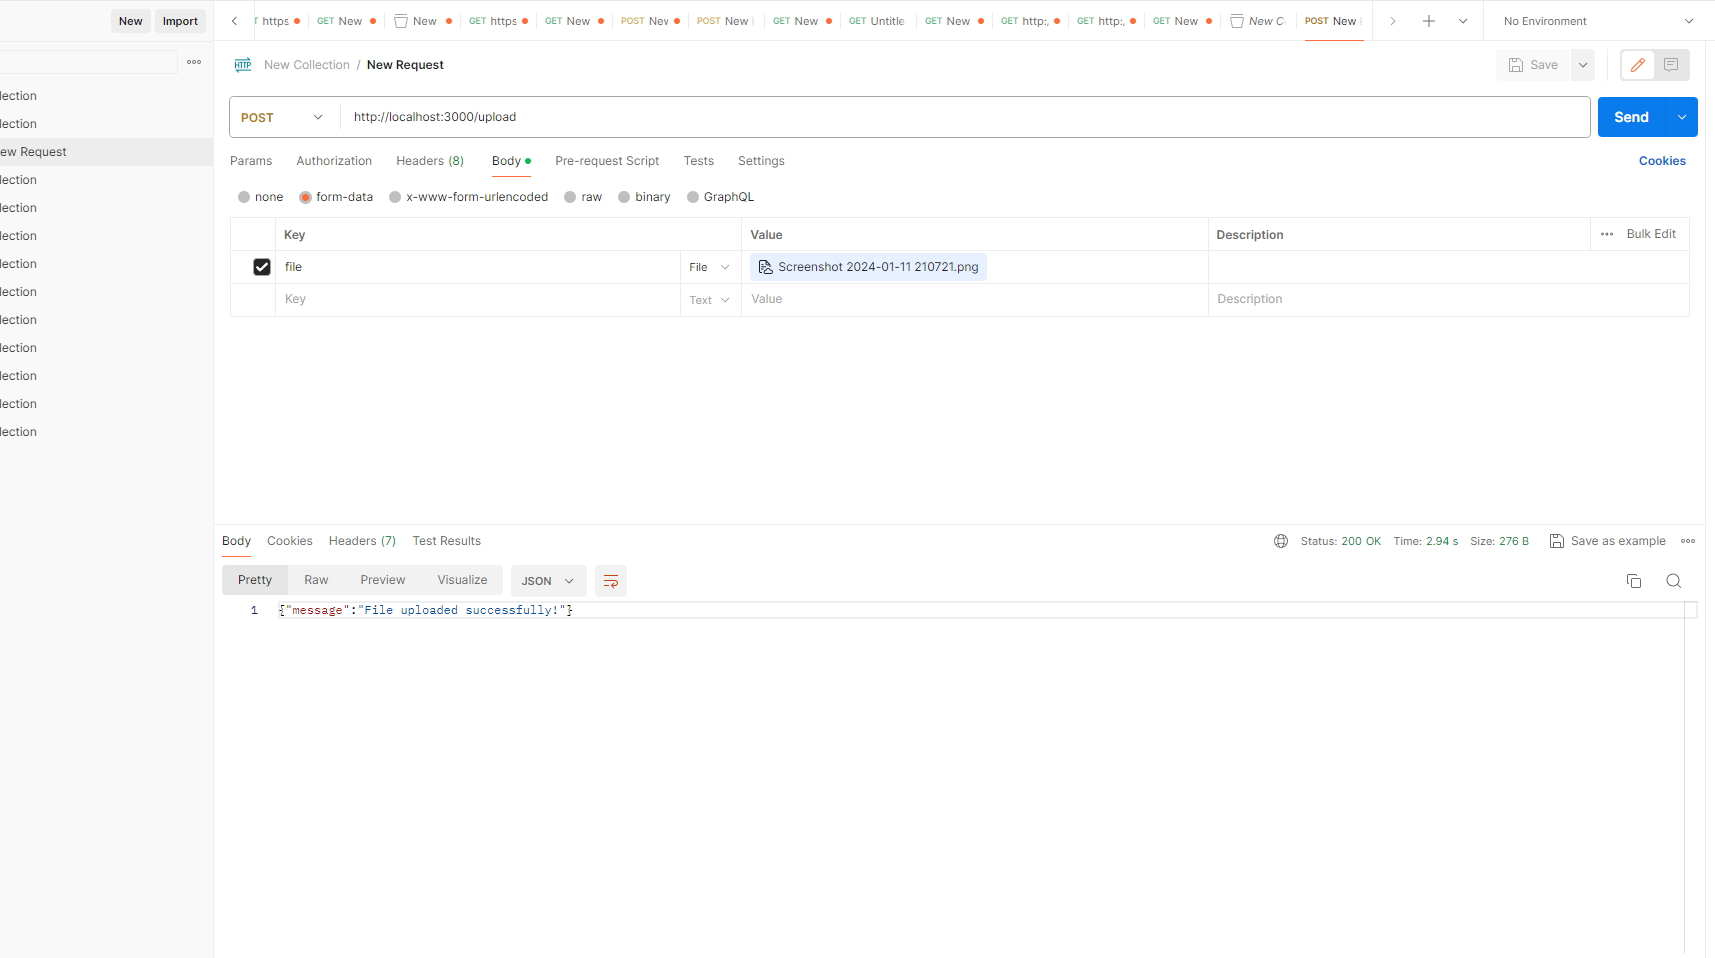 New Import
T https GET New New GET https GET New POST New POST New GET New GET Untitle GET New GET http:, GET http:, GET New New C POST New No Environment
HTTP New Collection / New Request Save
POST http://localhost:3000/upload Send
Params Authorization Headers (8) Body Pre-request Script Tests Settings Cookies
none form-data x-www-form-urlencoded raw binary GraphQL
Key Value Description Bulk Edit
file File Screenshot 2024-01-11 210721.png
Key Text Value Description
lection
lection
ew Request
lection
lection
lection
lection
lection
lection
lection
lection
lection
lection
Body Cookies Headers (7) Test Results Status: 200 OK Time: 2.94 s Size: 276 B Save as example
Pretty Raw Preview Visualize JSON
1 {"message":"File uploaded successfully!"}